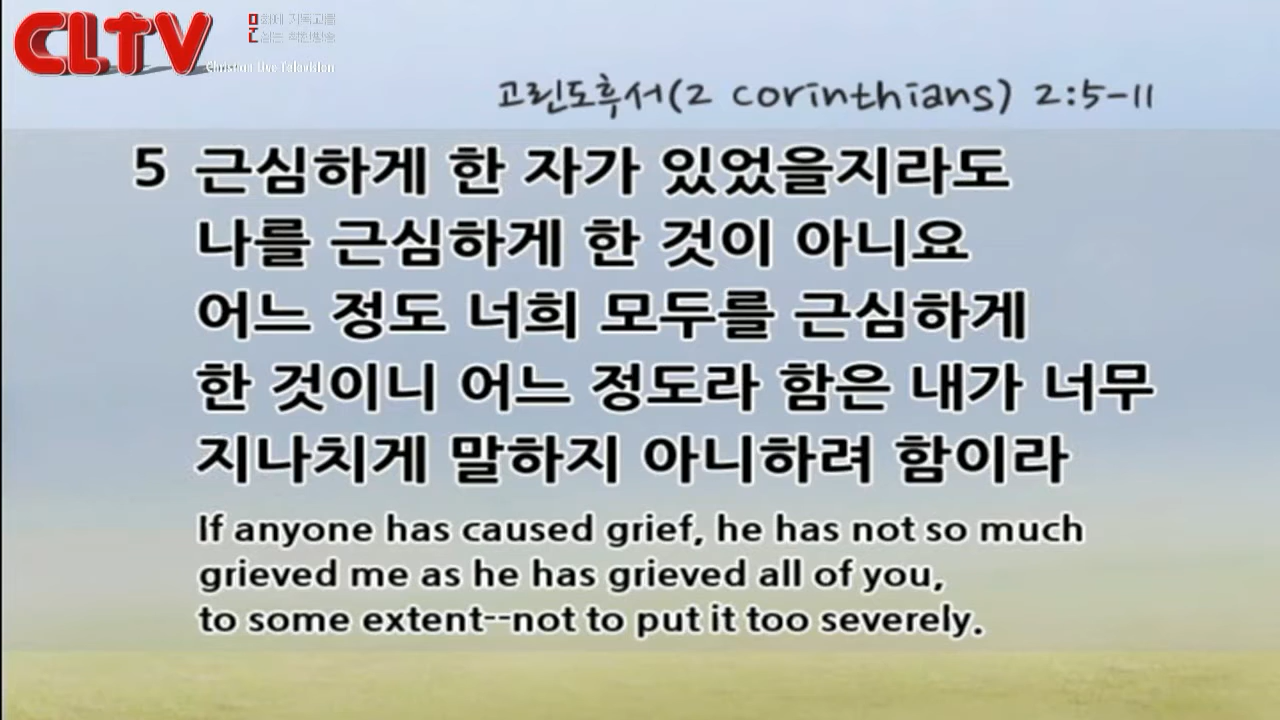 CLTV
Christian Live Television
고린도후서(2 corinthians) 2:5-11
5 근심하게 한 자가 있었을지라도
나를 근심하게 한 것이 아니요
어느 정도 너희 모두를 근심하게
한 것이니 어느 정도라 함은 내가 너무
지나치게 말하지 아니하려 함이라
If anyone has caused grief, he has not so much
grieved me as he has grieved all of you,
to some extent--not to put it too severely.